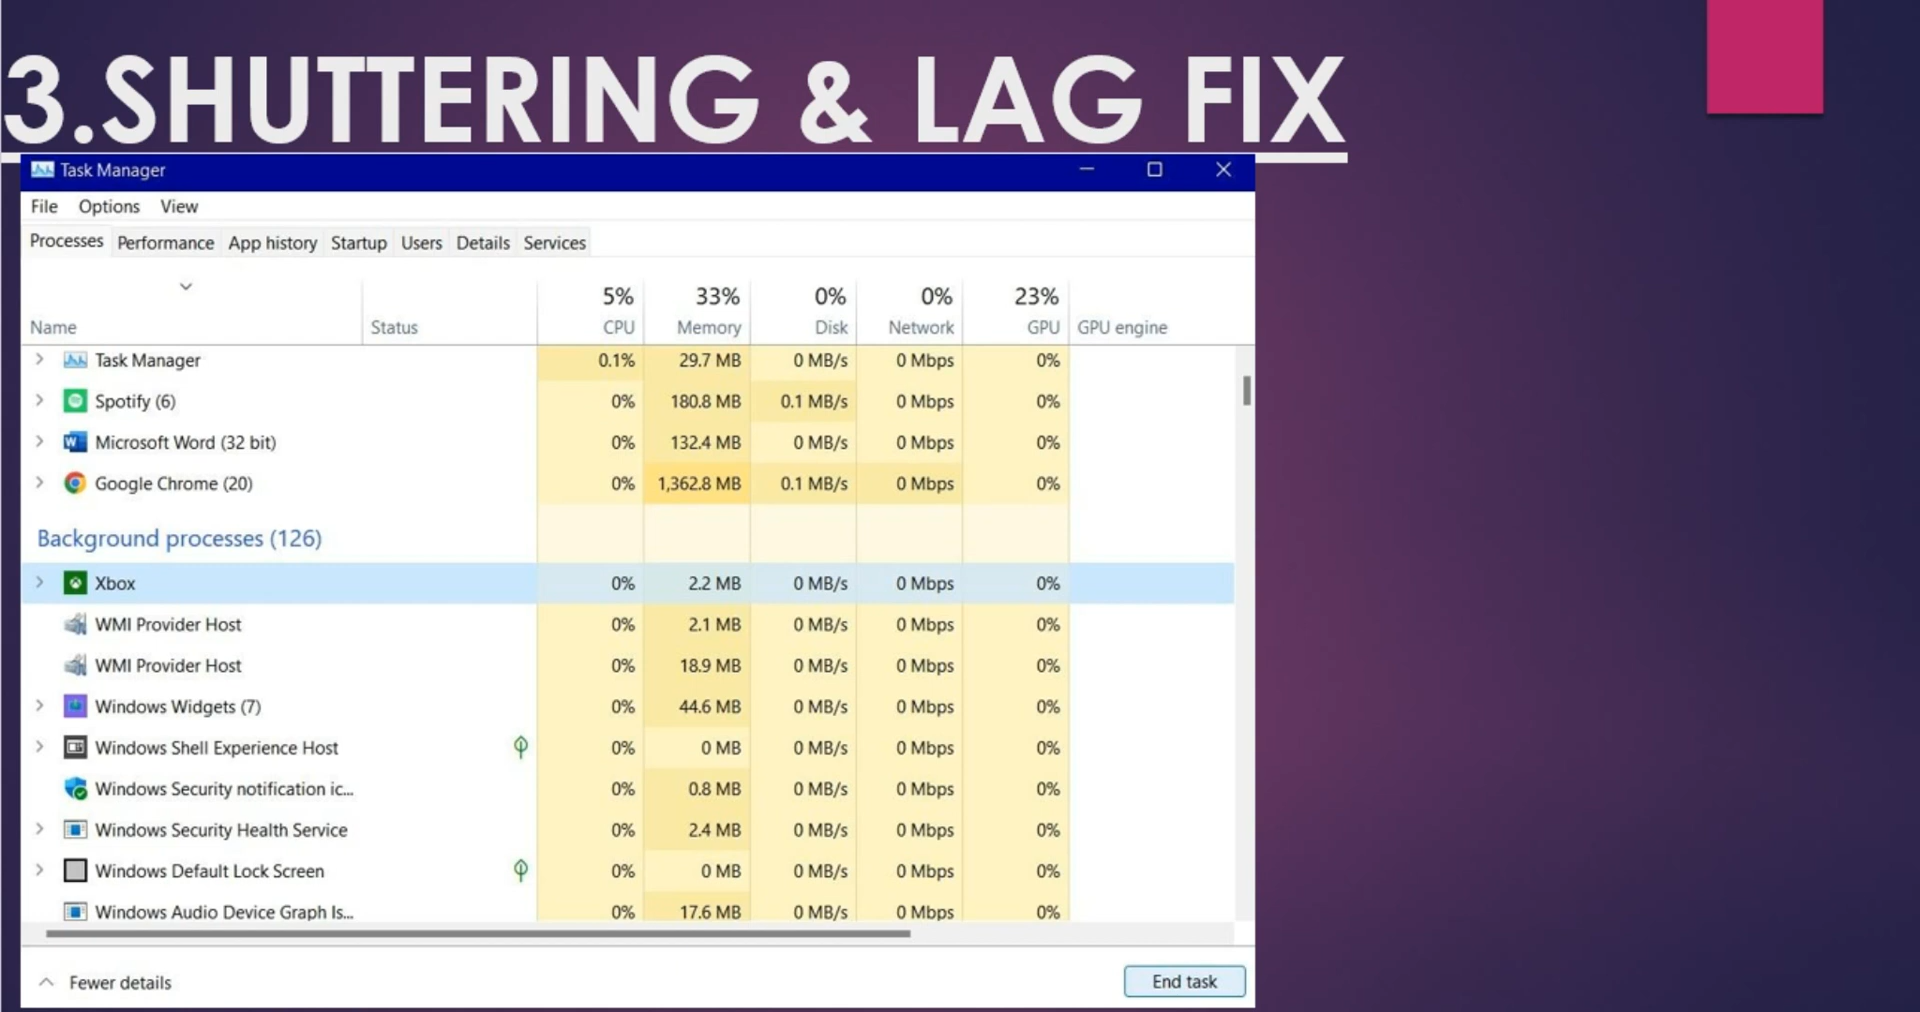 3.SHUTTERING & LAG FIX
Task Manager
File Options View
Processes Performance App history Startup Users Details Services
5% 33% 0% 0% 23%
Name Status CPU Memory Disk Network GPU GPU engine
Task Manager 0.1% 29.7 MB 0 MB/s 0 Mbps 0%
Spotify (6) 0% 180.8 MB 0.1 MB/s 0 Mbps 0%
Microsoft Word (32 bit) 0% 132.4 MB 0 MB/s 0 Mbps 0%
Google Chrome (20) 0% 1,362.8 MB 0.1 MB/s 0 Mbps 0%
Background processes (126)
Xbox 0% 2.2 MB 0 MB/s 0 Mbps 0%
WMI Provider Host 0% 2.1 MB 0 MB/s 0 Mbps 0%
WMI Provider Host 0% 18.9 MB 0 MB/s 0 Mbps 0%
Windows Widgets (7) 0% 44.6 MB 0 MB/s 0 Mbps 0%
Windows Shell Experience Host 0% 0 MB 0 MB/s 0 Mbps 0%
Windows Security notification ic... 0% 0.8 MB 0 MB/s 0 Mbps 0%
Windows Security Health Service 0% 2.4 MB 0 MB/s 0 Mbps 0%
Windows Default Lock Screen 0% 0 MB 0 MB/s 0 Mbps 0%
Windows Audio Device Graph Is... 0% 17.6 MB 0 MB/s 0 Mbps 0%
Fewer details End task